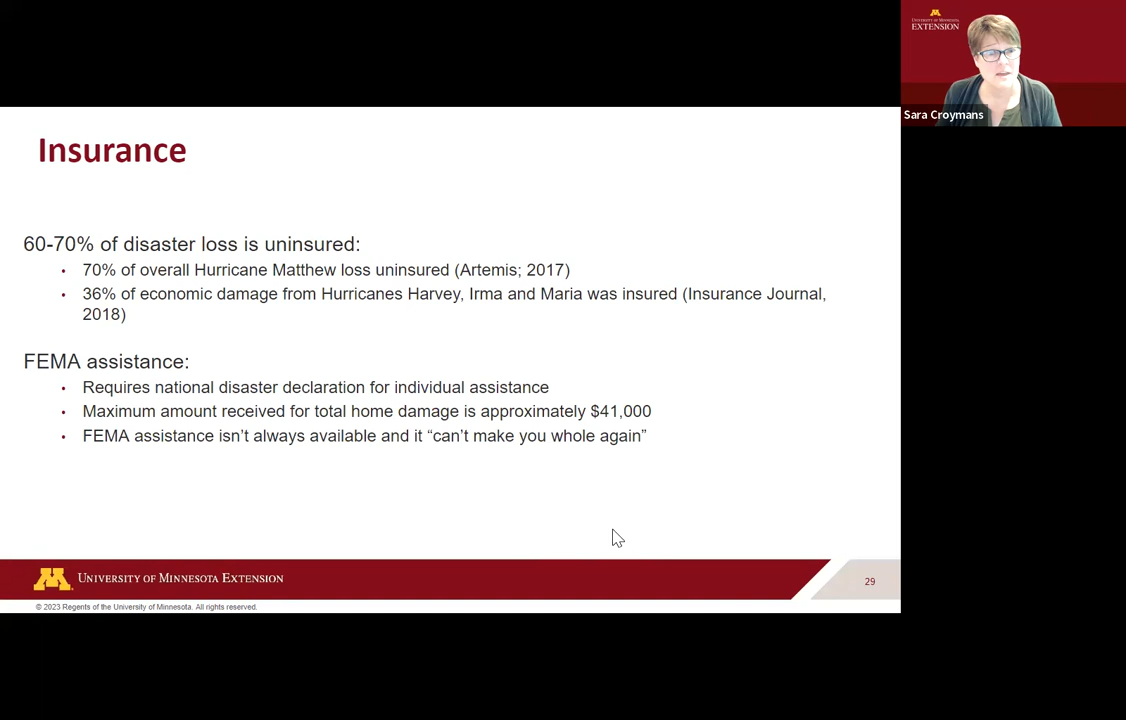 UNIVERSITY OF MINNESOTA
EXTENSION
Sara Croymans
Insurance
60-70% of disaster loss is uninsured:
• 70% of overall Hurricane Matthew loss uninsured (Artemis; 2017)
• 36% of economic damage from Hurricanes Harvey, Irma and Maria was insured (Insurance Journal,
2018)
FEMA assistance:
• Requires national disaster declaration for individual assistance
• Maximum amount received for total home damage is approximately $41,000
• FEMA assistance isn’t always available and it “can’t make you whole again”
M UNIVERSITY OF MINNESOTA EXTENSION
29
© 2023 Regents of the University of Minnesota. All rights reserved.